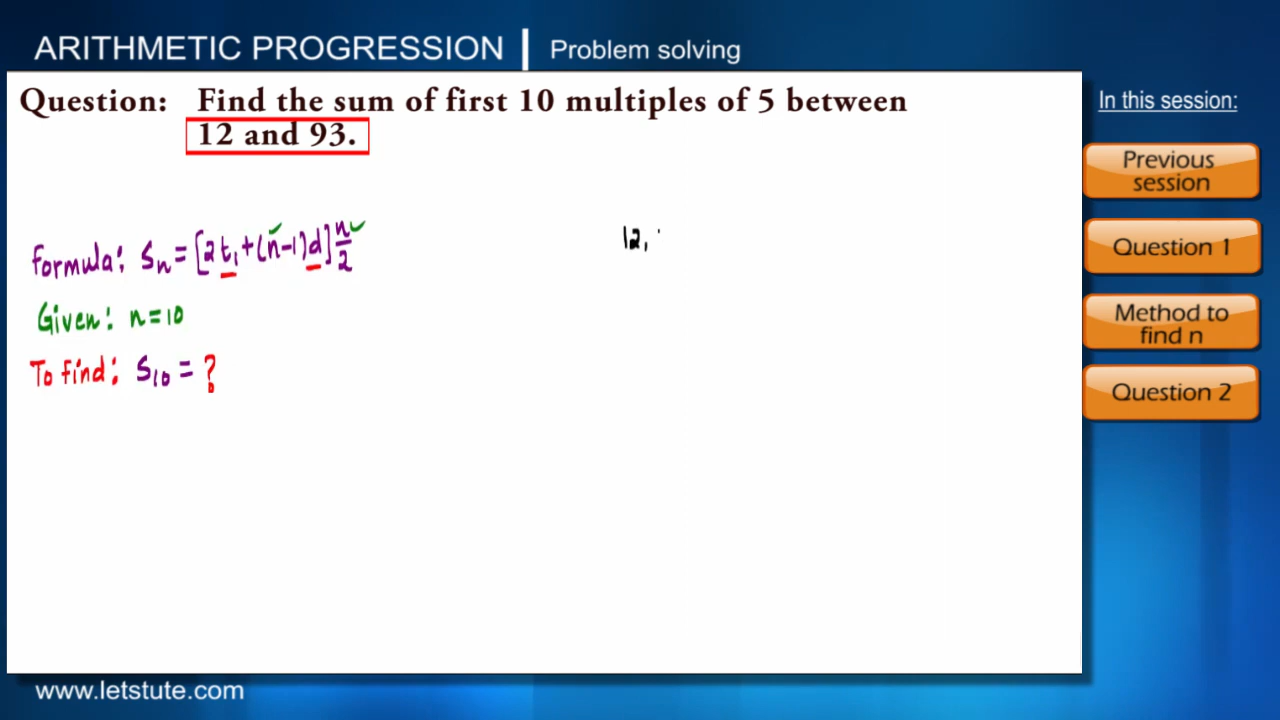 ARITHMETIC PROGRESSION | Problem solving
Question: Find the sum of first 10 multiples of 5 between
12 and 93.
In this session:
Previous
session
Question 1
Method to
find n
Question 2
formula: Sn = [2t1 + (n-1)d] n/2
12,
Given: n = 10
To find: S10 = ?
www.letstute.com